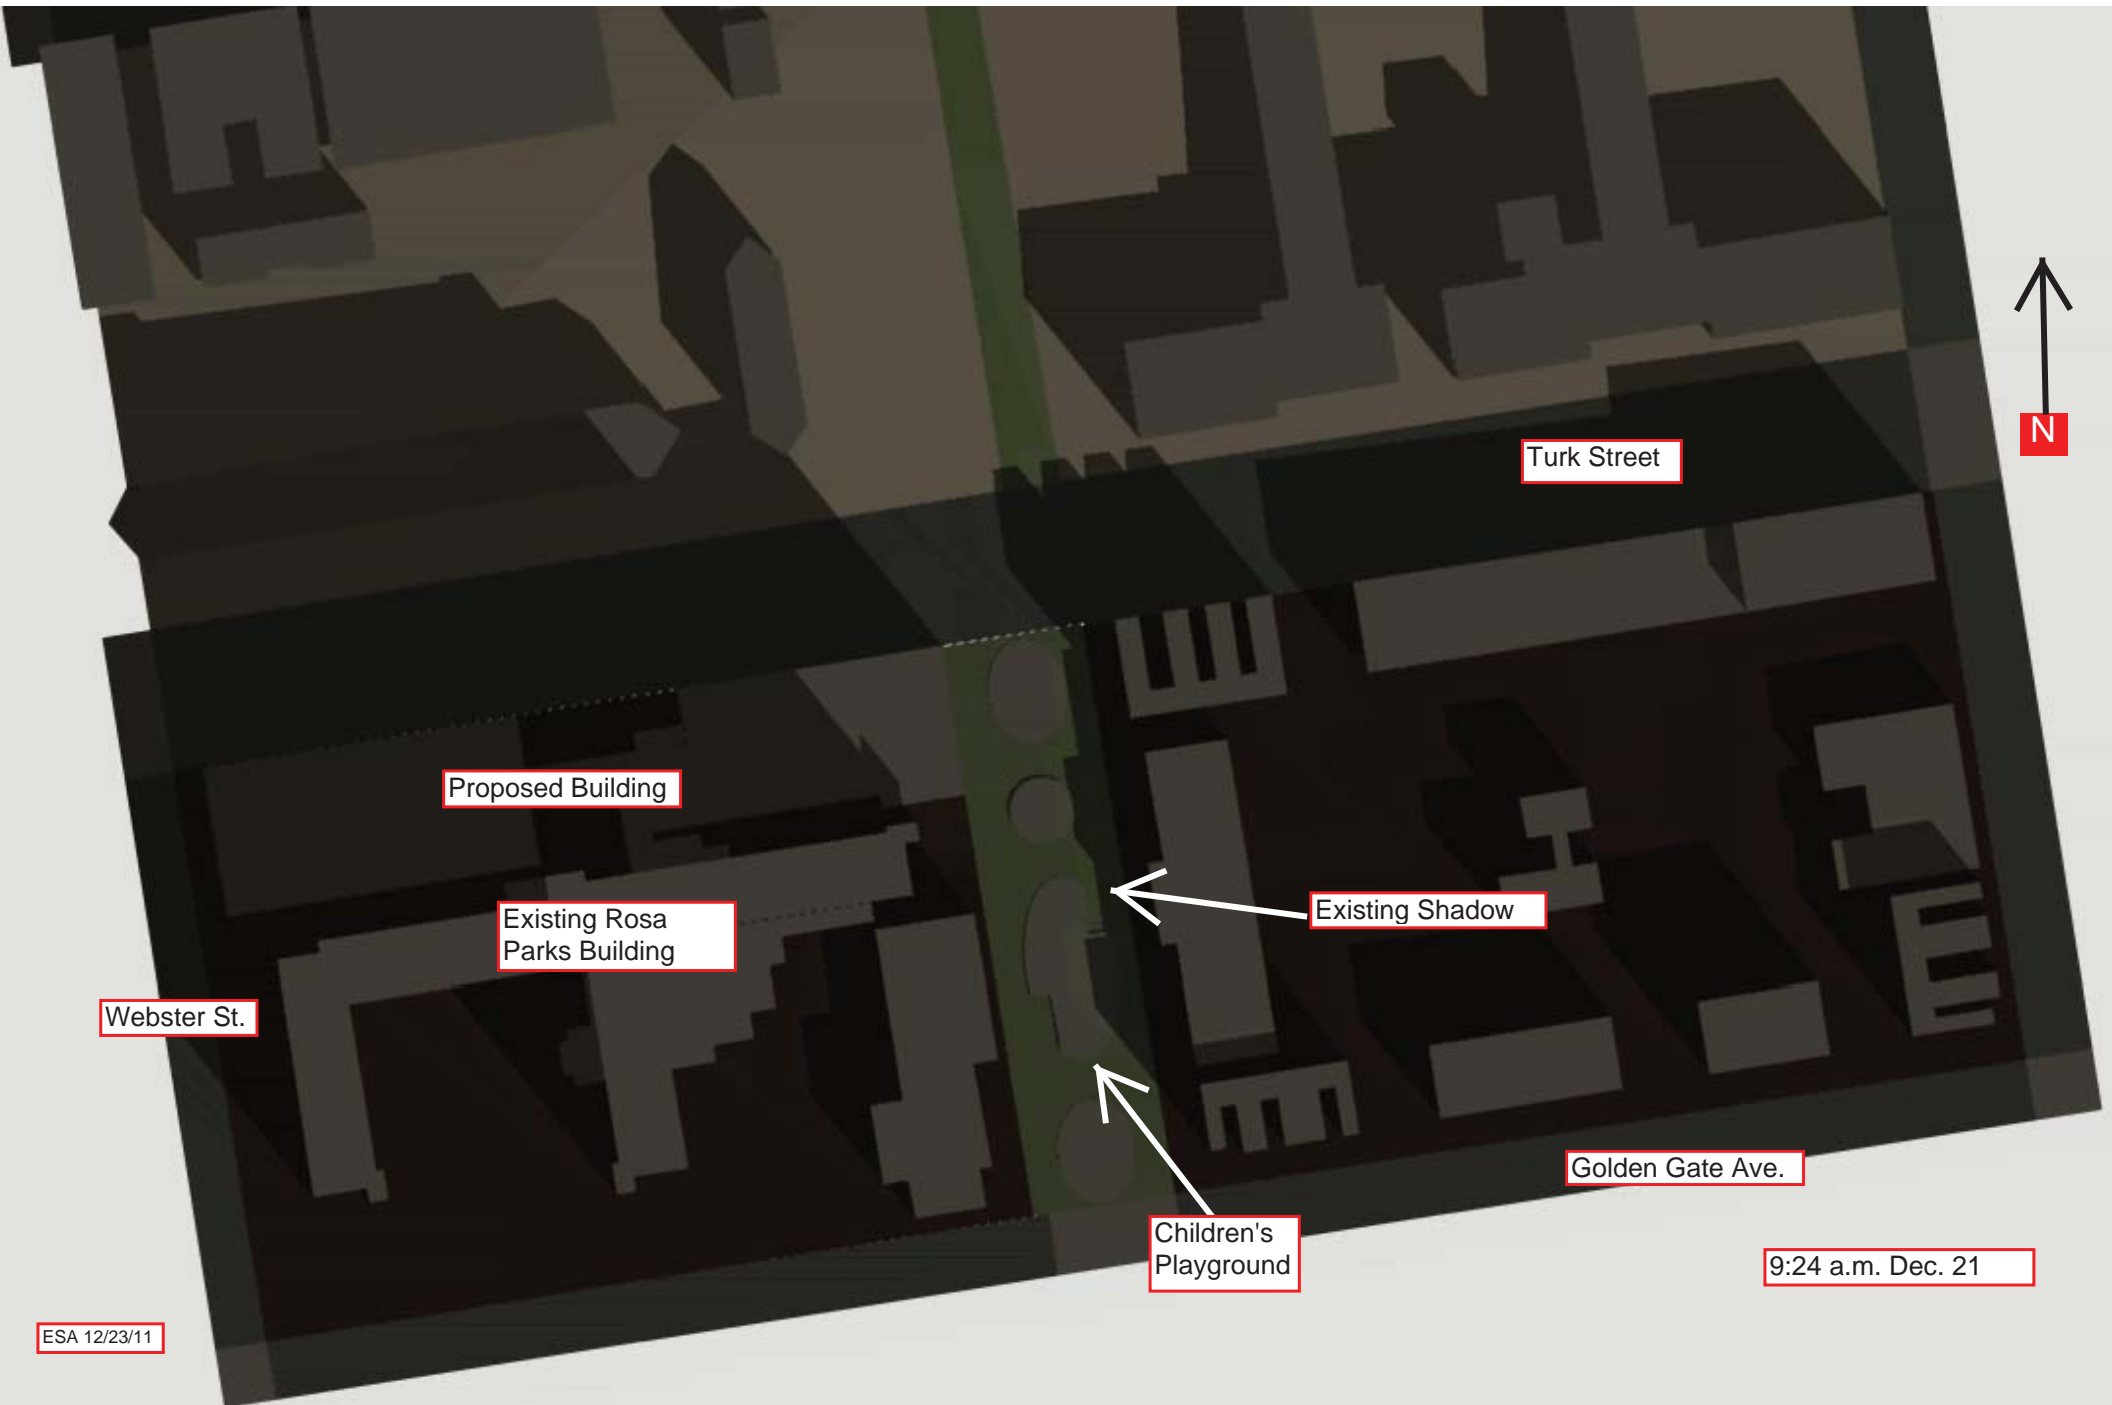 N
Turk Street
Proposed Building
Existing Rosa
Parks Building
Existing Shadow
Webster St.
Golden Gate Ave.
Children's
Playground
9:24 a.m. Dec. 21
ESA 12/23/11